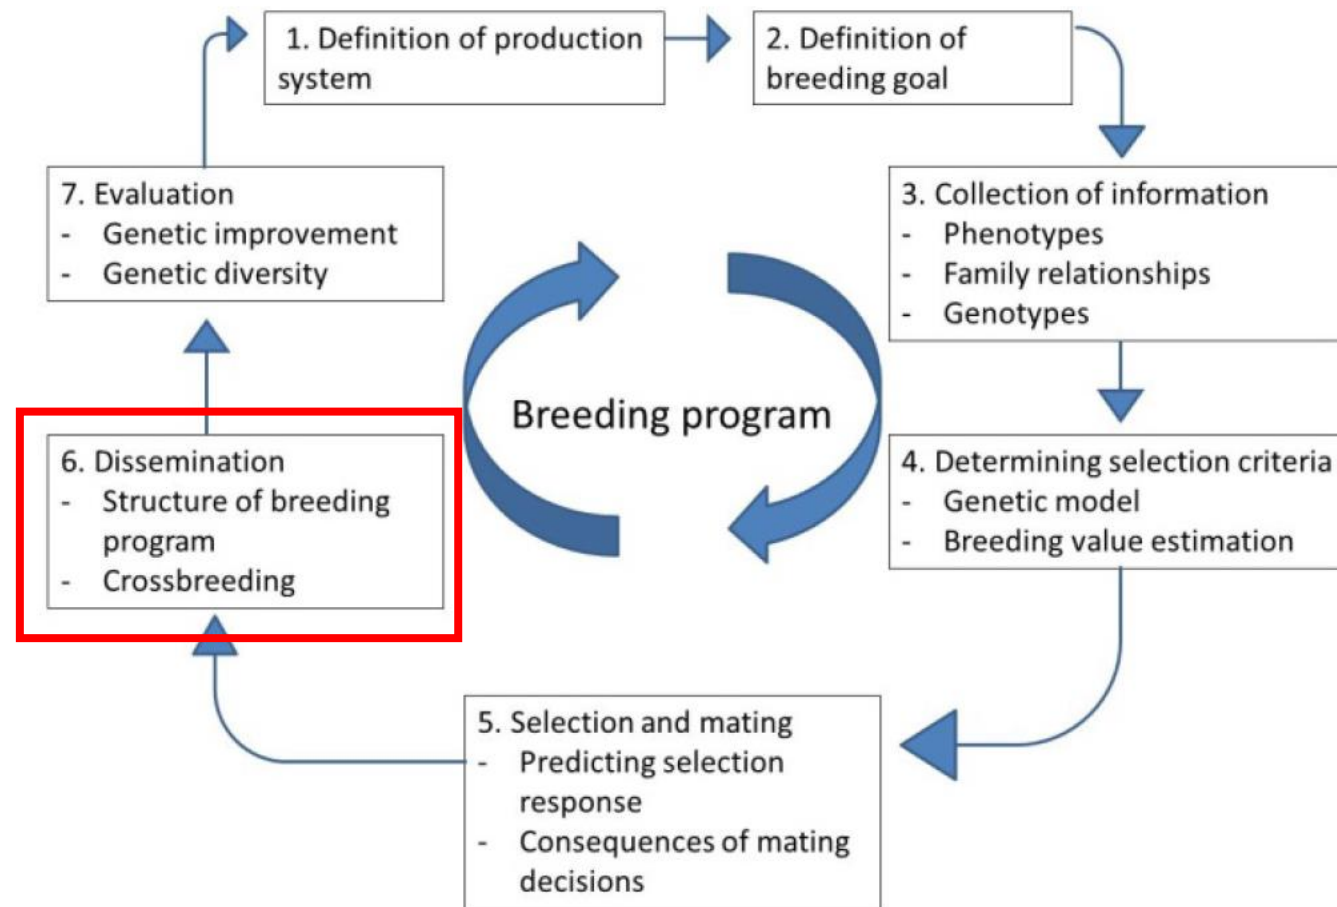 1. Definition of production
system
2. Definition of
breeding goal
3. Collection of information
- Phenotypes
- Family relationships
- Genotypes
4. Determining selection criteria
- Genetic model
- Breeding value estimation
5. Selection and mating
- Predicting selection
response
- Consequences of mating
decisions
6. Dissemination
- Structure of breeding
program
- Crossbreeding
7. Evaluation
- Genetic improvement
- Genetic diversity
Breeding program